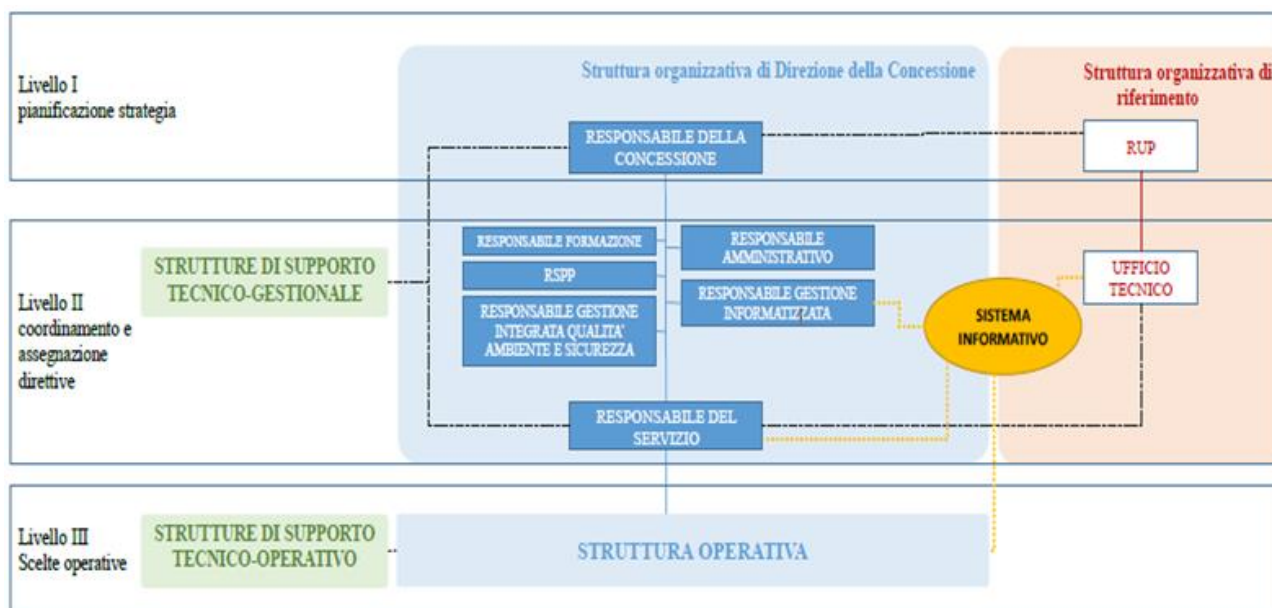 Livello I
pianificazione strategia
Struttura organizzativa di Direzione della Concessione
Struttura organizzativa di
riferimento
RESPONSABILE DELLA
CONCESSIONE
RUP
Livello II
coordinamento e
assegnazione
direttive
STRUTTURE DI SUPPORTO
TECNICO-GESTIONALE
RESPONSABILE FORMAZIONE
RSPP
RESPONSABILE GESTIONE
INTEGRATA QUALITA'
AMBIENTE E SICUREZZA
RESPONSABILE
AMMINISTRATIVO
RESPONSABILE GESTIONE
INFORMATIZZATA
SISTEMA
INFORMATIVO
UFFICIO
TECNICO
RESPONSABILE DEL
SERVIZIO
Livello III
Scelte operative
STRUTTURE DI SUPPORTO
TECNICO-OPERATIVO
STRUTTURA OPERATIVA